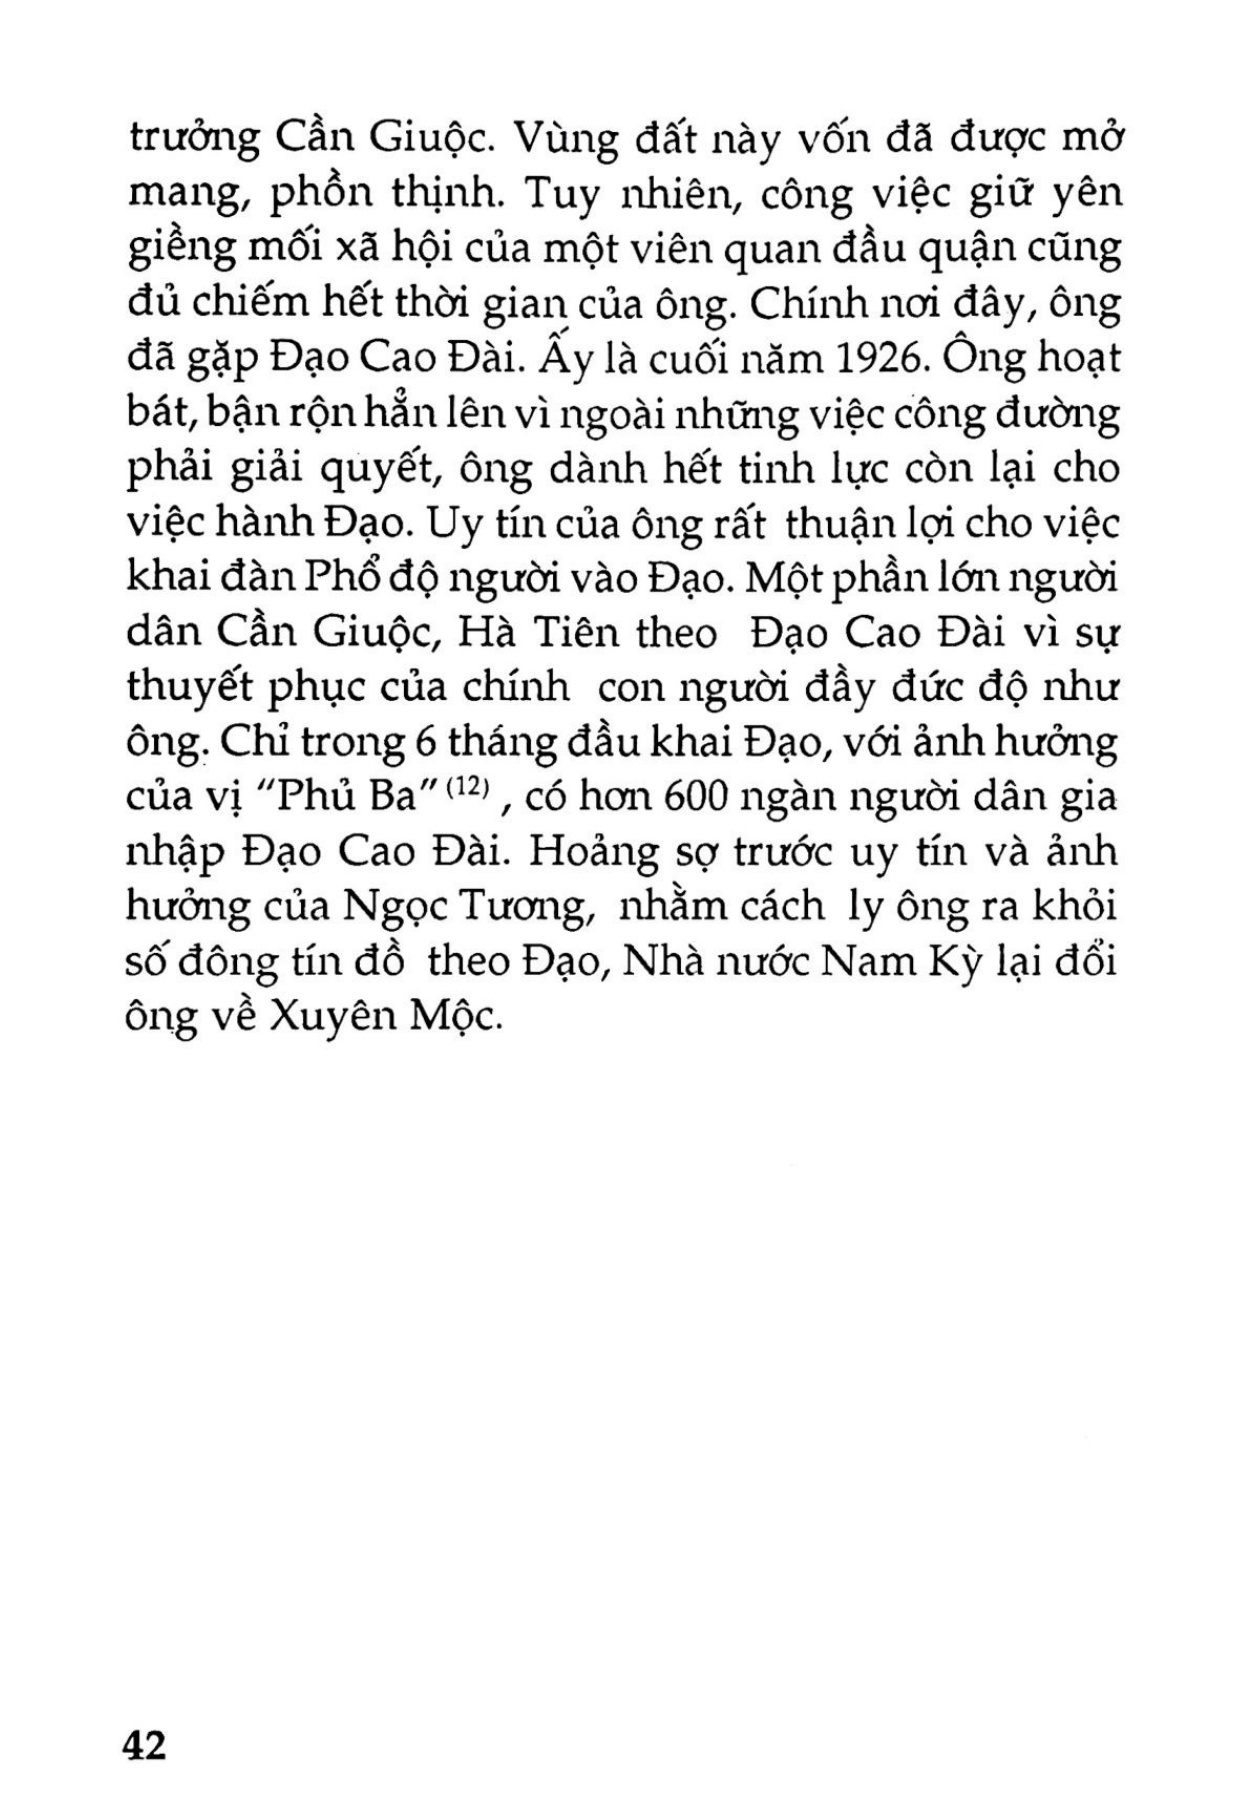 trưởng Cần Giuộc. Vùng đất này vốn đã được mở
mang, phồn thịnh. Tuy nhiên, công việc giữ yên
giềng mối xã hội của một viên quan đầu quận cũng
đủ chiếm hết thời gian của ông. Chính nơi đây, ông
đã gặp Đạo Cao Đài. Ấy là cuối năm 1926. Ông hoạt
bát, bận rộn hẳn lên vì ngoài những việc công đường
phải giải quyết, ông dành hết tinh lực còn lại cho
việc hành Đạo. Uy tín của ông rất thuận lợi cho việc
khai đàn Phổ độ người vào Đạo. Một phần lớn người
dân Cần Giuộc, Hà Tiên theo Đạo Cao Đài vì sự
thuyết phục của chính con người đầy đức độ như
ông. Chỉ trong 6 tháng đầu khai Đạo, với ảnh hưởng
của vị "Phủ Ba" (12) , có hơn 600 ngàn người dân gia
nhập Đạo Cao Đài. Hoảng sợ trước uy tín và ảnh
hưởng của Ngọc Tương, nhằm cách ly ông ra khỏi
số đông tín đồ theo Đạo, Nhà nước Nam Kỳ lại đổi
ông về Xuyên Mộc.
42